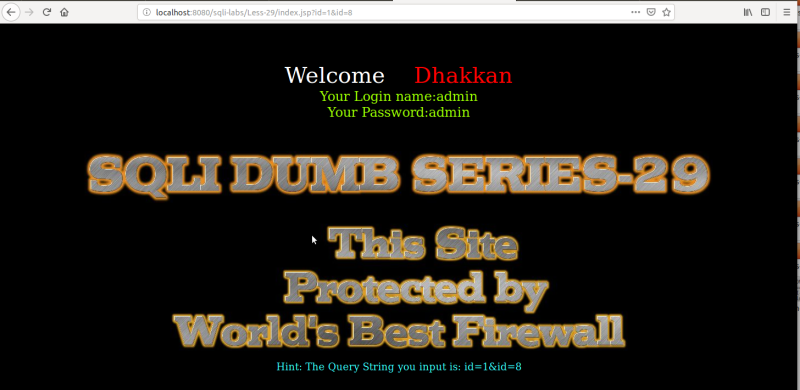 localhost:8080/sqli-labs/Less-29/index.jsp?id=1&id=8
Welcome Dhakkan
Your Login name:admin
Your Password:admin
SQLI DUMB SERIES-29
This Site
Protected by
World's Best Firewall
Hint: The Query String you input is: id=1&id=8